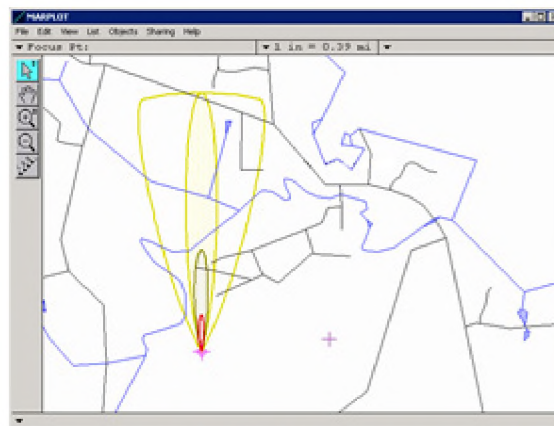 MARPLOT
File Edit View List Objects Sharing Help
Focus Pt: 1 in = 0.39 mi